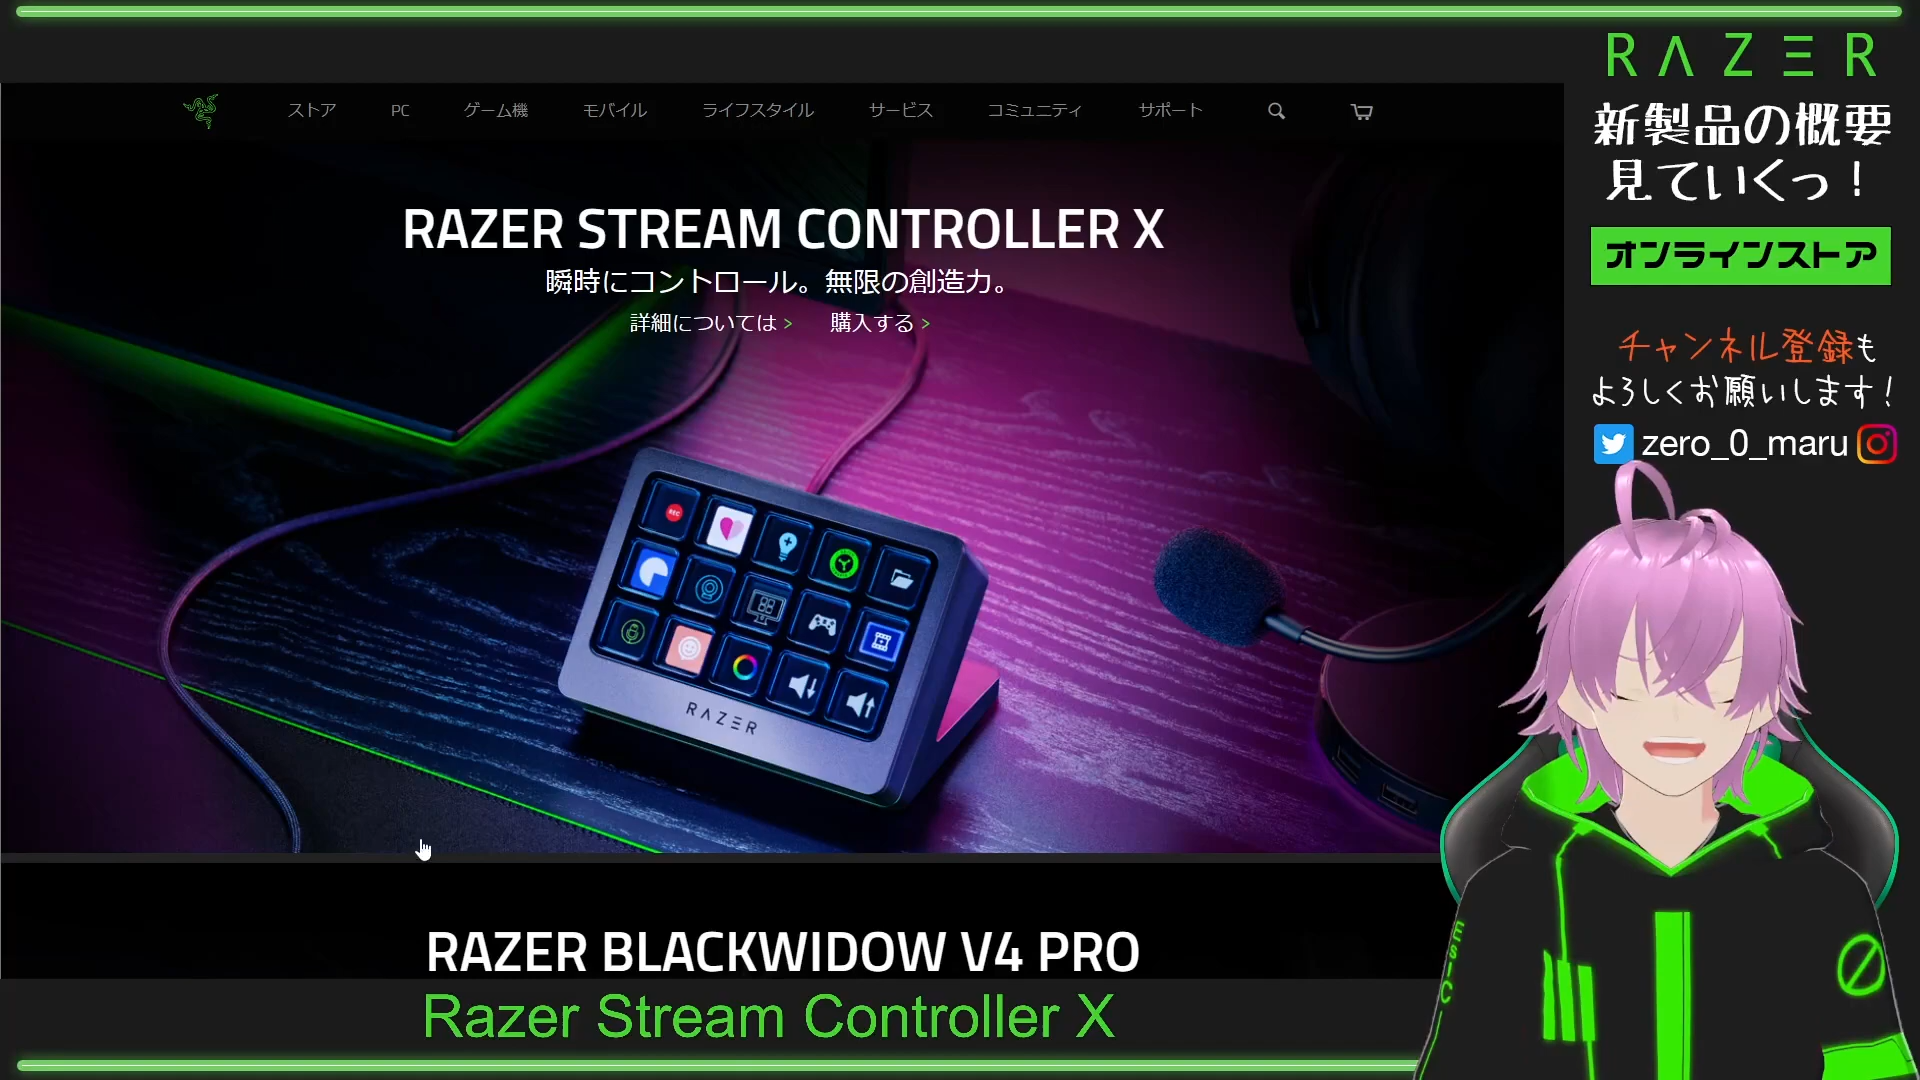 ストア PC ゲーム機 モバイル ライフスタイル サービス コミュニティ サポート
RAZER STREAM CONTROLLER X
瞬時にコントロール。無限の創造力。
詳細については > 購入する >
REC
RAZER
RAZER BLACKWIDOW V4 PRO
Razer Stream Controller X
RAZER
新製品の概要
見ていくっ！
オンラインストア
チャンネル登録も
よろしくお願いします！
zero_0_maru